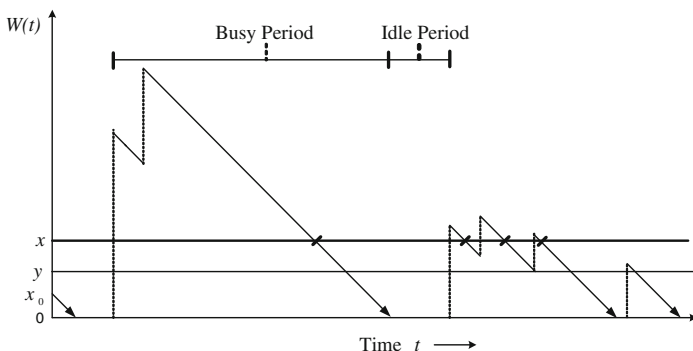 W(t)
Busy Period
Idle Period
x
y
x₀
0
Time t